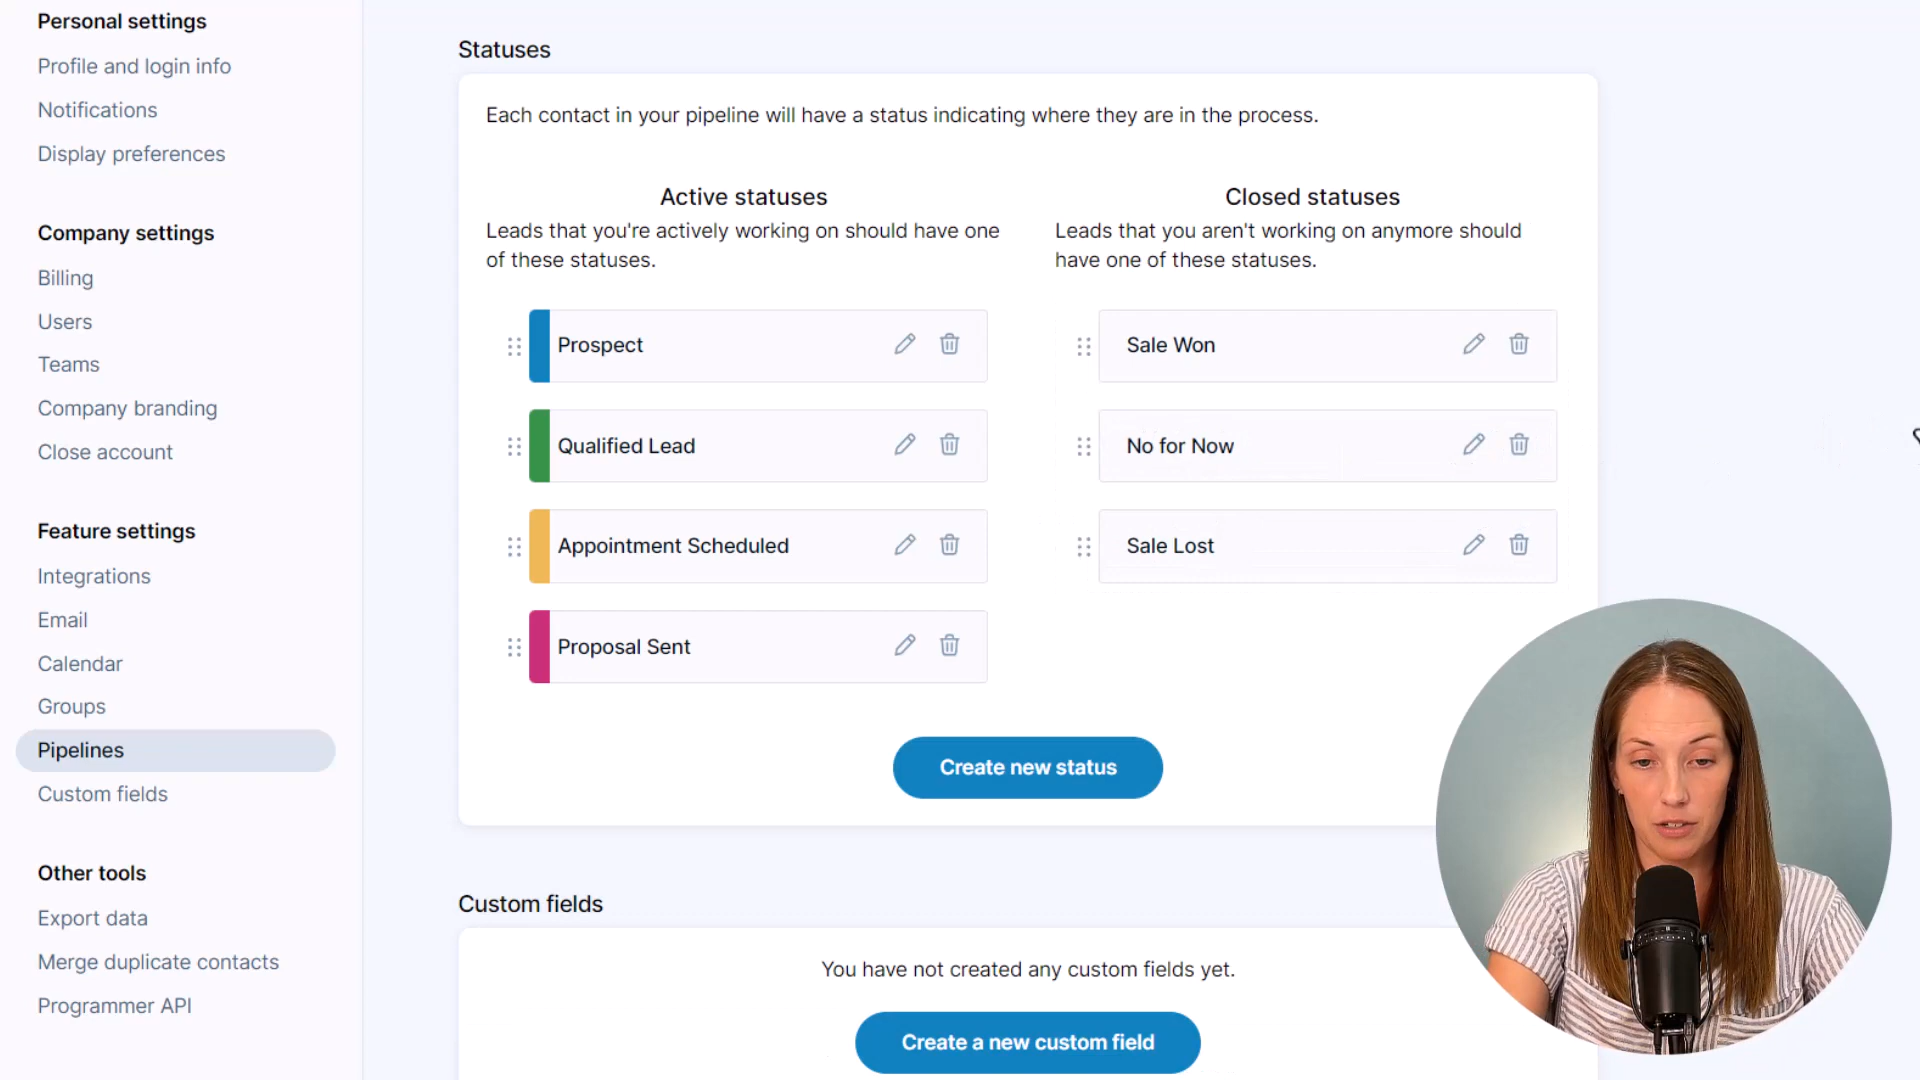 Personal settings
Profile and login info
Notifications
Display preferences
Company settings
Billing
Users
Teams
Company branding
Close account
Feature settings
Integrations
Email
Calendar
Groups
Pipelines
Custom fields
Other tools
Export data
Merge duplicate contacts
Programmer API
Statuses
Each contact in your pipeline will have a status indicating where they are in the process.
Active statuses
Leads that you're actively working on should have one
of these statuses.
Prospect
Qualified Lead
Appointment Scheduled
Proposal Sent
Closed statuses
Leads that you aren't working on anymore should
have one of these statuses.
Sale Won
No for Now
Sale Lost
Create new status
Custom fields
You have not created any custom fields yet.
Create a new custom field